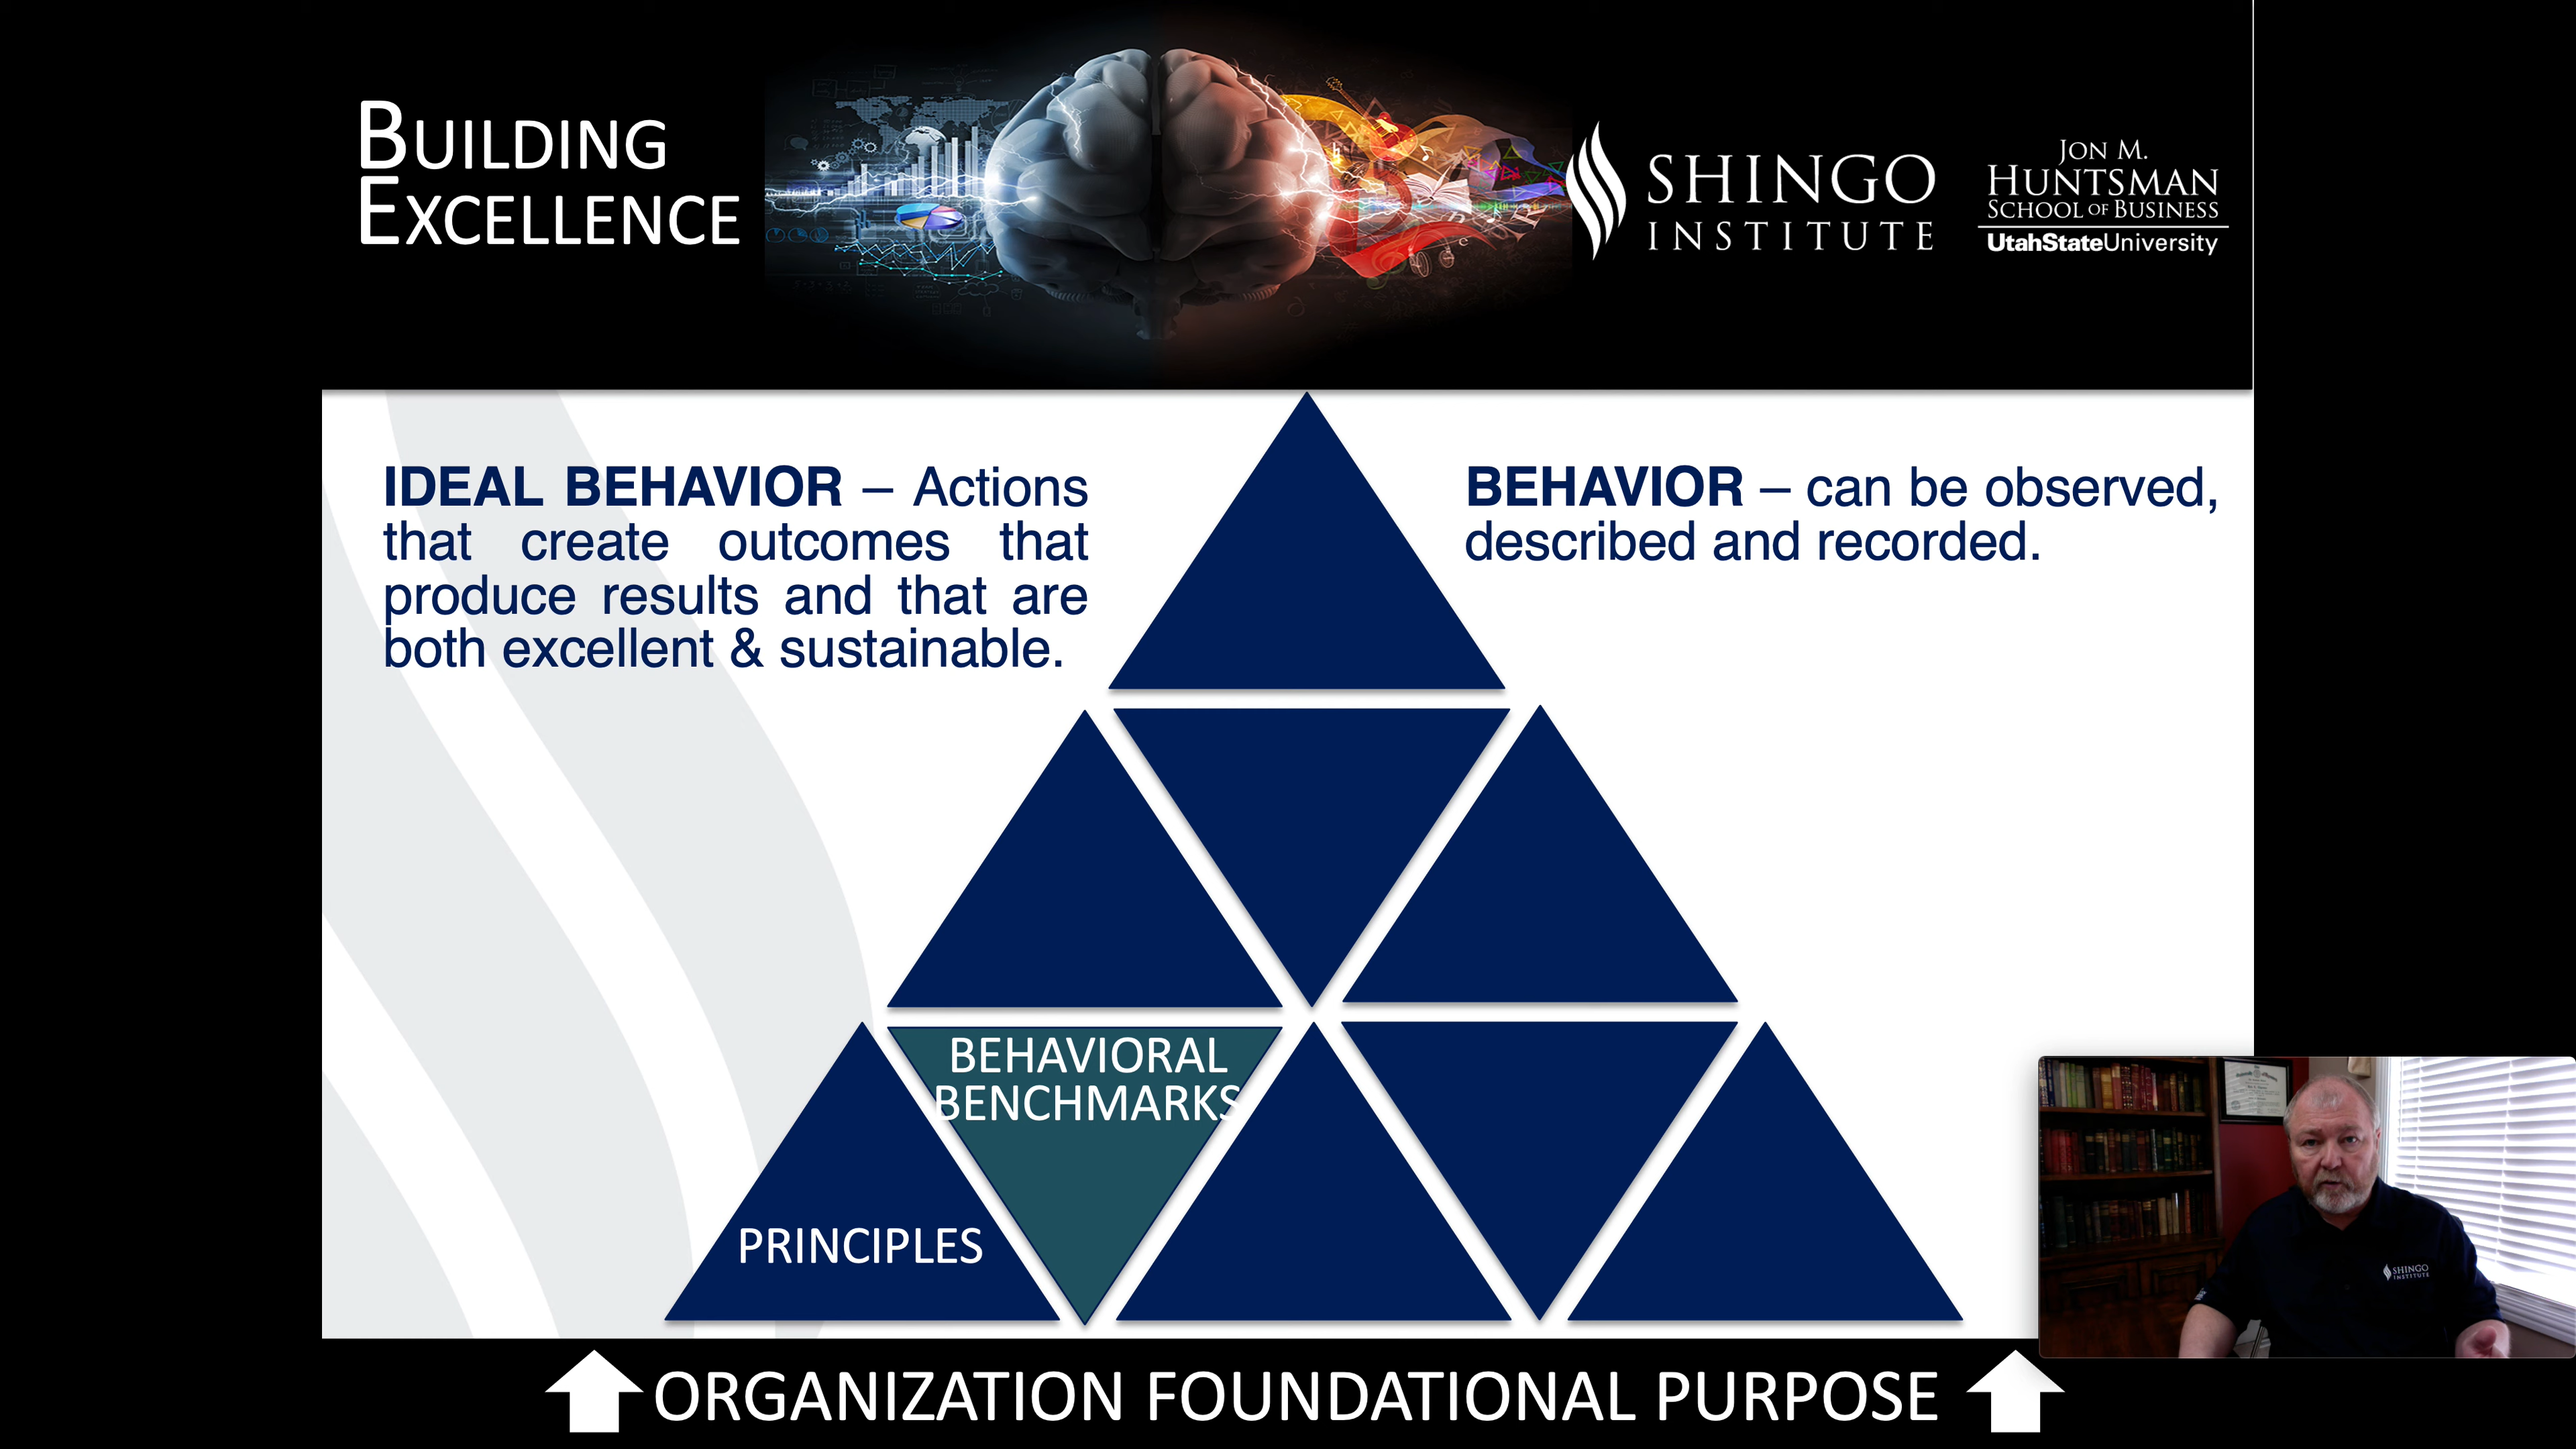 BUILDING
EXCELLENCE
SHINGO
INSTITUTE
JON M.
HUNTSMAN
SCHOOL OF BUSINESS
UtahStateUniversity
IDEAL BEHAVIOR – Actions
that create outcomes that
produce results and that are
both excellent & sustainable.
BEHAVIOR – can be observed,
described and recorded.
BEHAVIORAL
BENCHMARKS
PRINCIPLES
SHINGO
INSTITUTE
ORGANIZATION FOUNDATIONAL PURPOSE